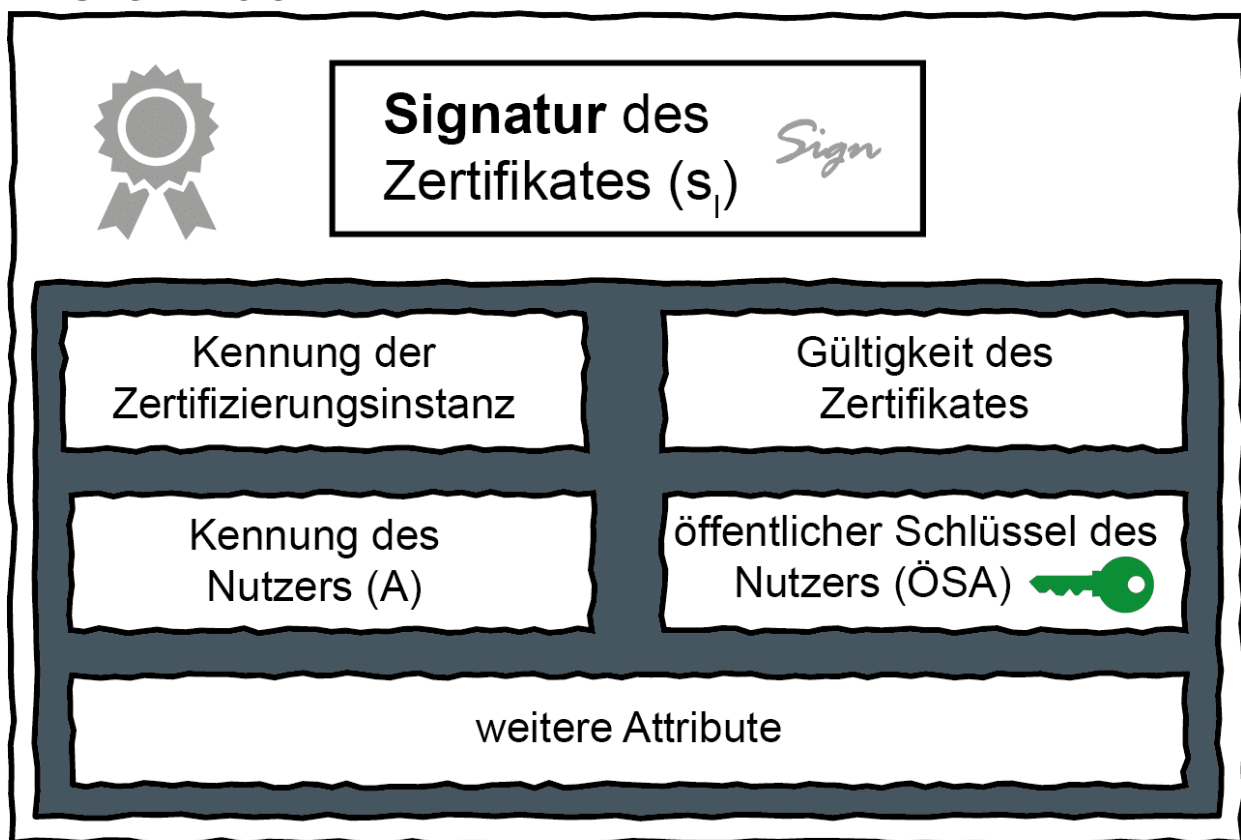 Signatur des
Zertifikates (s_I)
Sign
Kennung der
Zertifizierungsinstanz
Gültigkeit des
Zertifikates
Kennung des
Nutzers (A)
öffentlicher Schlüssel des
Nutzers (ÖSA)
weitere Attribute